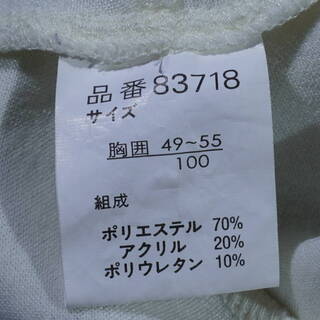 品番83718
サイズ
胸囲 49~55
100
組成
ポリエステル 70%
アクリル 20%
ポリウレタン 10%